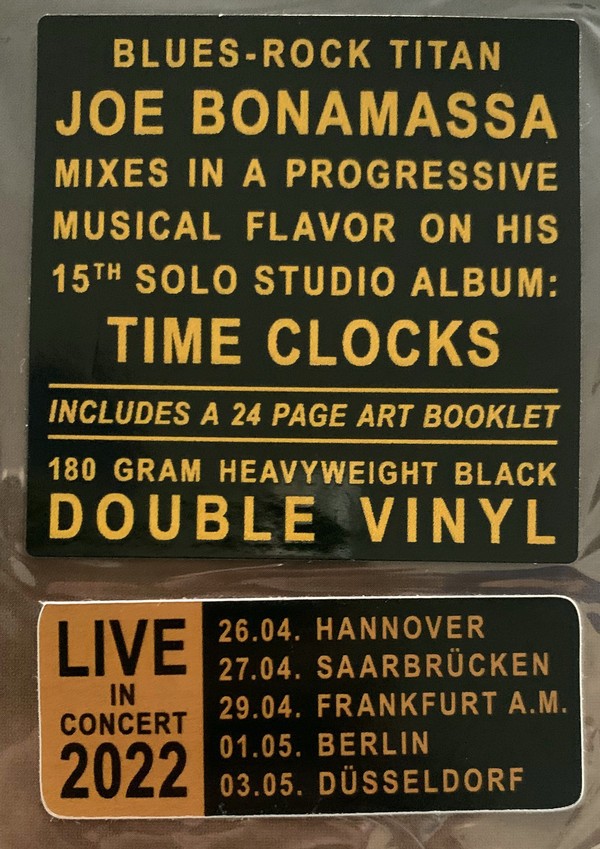 BLUES-ROCK TITAN
JOE BONAMASSA
MIXES IN A PROGRESSIVE
MUSICAL FLAVOR ON HIS
15TH SOLO STUDIO ALBUM:
TIME CLOCKS
INCLUDES A 24 PAGE ART BOOKLET
180 GRAM HEAVYWEIGHT BLACK
DOUBLE VINYL
LIVE
IN
CONCERT
2022
26.04. HANNOVER
27.04. SAARBRÜCKEN
29.04. FRANKFURT A.M.
01.05. BERLIN
03.05. DÜSSELDORF